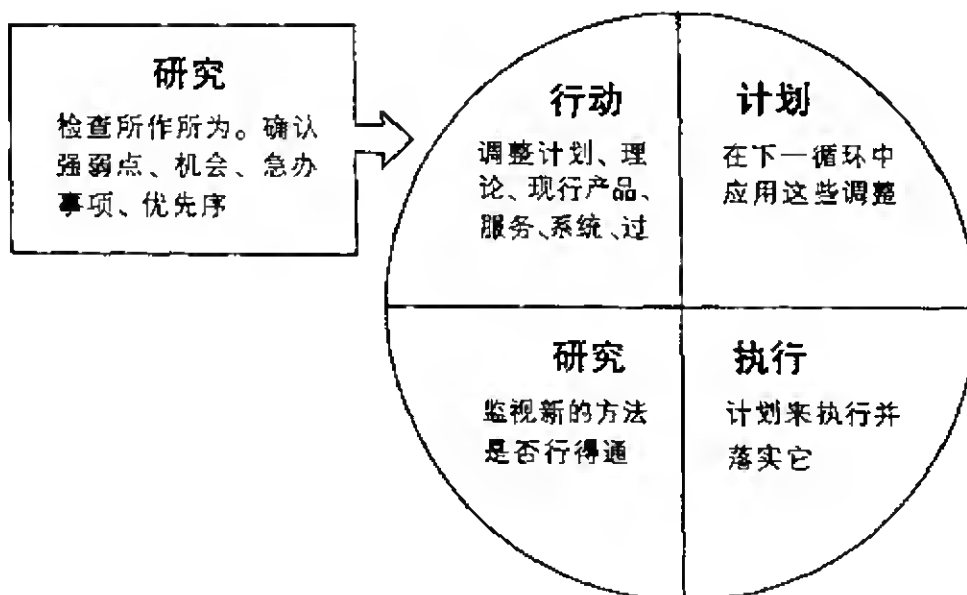 研究
检查所作所为。确认
强弱点、机会、急办
事项、优先序
行动
调整计划、理
论、现行产品、
服务、系统、过
计划
在下一循环中
应用这些调整
研究
监视新的方法
是否行得通
执行
计划来执行并
落实它